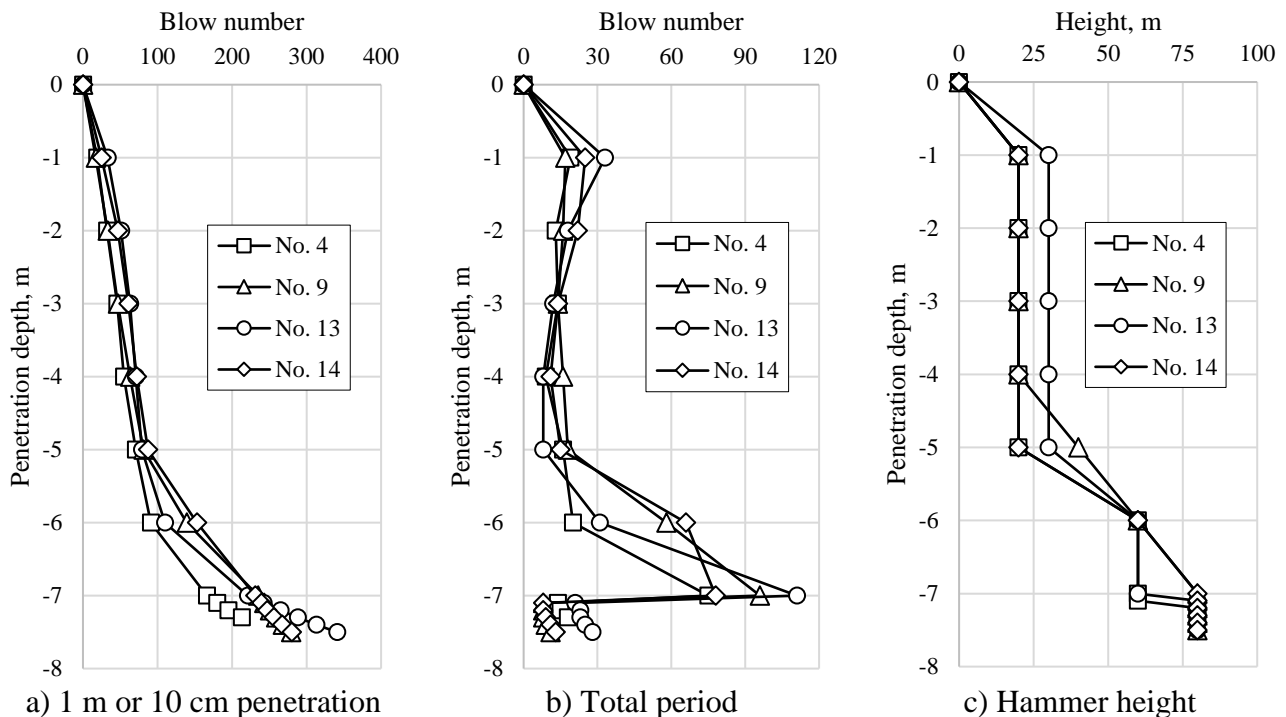 Blow number
0 100 200 300 400
0
-1
-2
-3
-4
-5
-6
-7
-8
Penetration depth, m
No. 4
No. 9
No. 13
No. 14
a) 1 m or 10 cm penetration
Blow number
0 30 60 90 120
0
-1
-2
-3
-4
-5
-6
-7
-8
Penetration depth, m
No. 4
No. 9
No. 13
No. 14
b) Total period
Height, m
0 25 50 75 100
0
-1
-2
-3
-4
-5
-6
-7
-8
Penetration depth, m
No. 4
No. 9
No. 13
No. 14
c) Hammer height